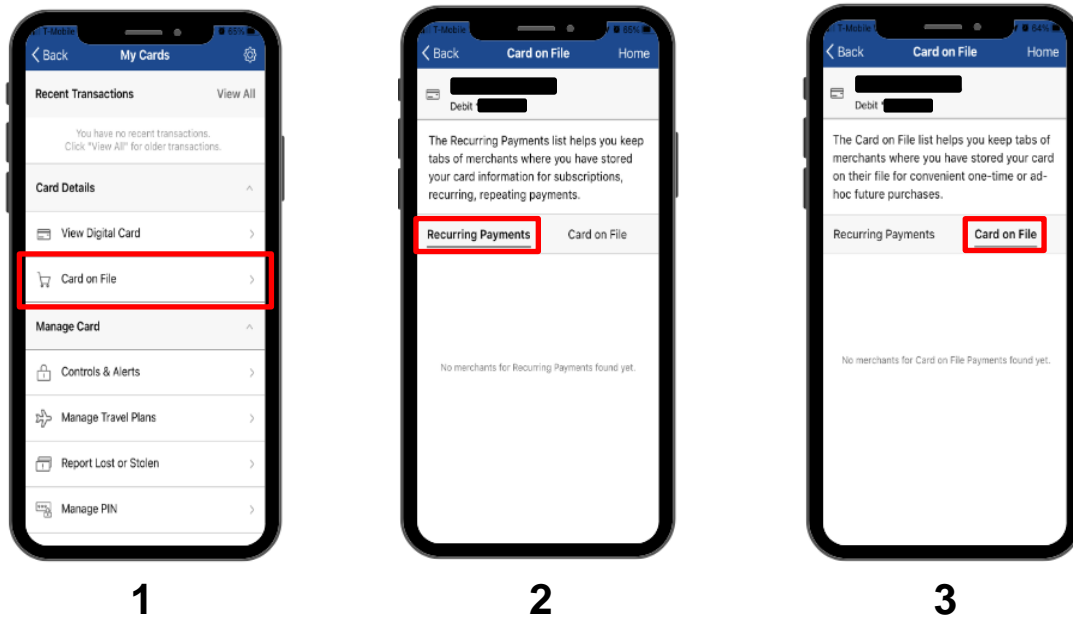 T-Mobile 65%
Back My Cards
Recent Transactions View All
You have no recent transactions.
Click "View All" for older transactions.
Card Details
View Digital Card
Card on File
Manage Card
Controls & Alerts
Manage Travel Plans
Report Lost or Stolen
Manage PIN
1
T-Mobile 65%
Back Card on File Home
Debit
The Recurring Payments list helps you keep
tabs of merchants where you have stored
your card information for subscriptions,
recurring, repeating payments.
Recurring Payments Card on File
No merchants for Recurring Payments found yet.
2
T-Mobile 64%
Back Card on File Home
Debit
The Card on File list helps you keep tabs of
merchants where you have stored your card
on their file for convenient one-time or ad-
hoc future purchases.
Recurring Payments Card on File
No merchants for Card on File Payments found yet.
3